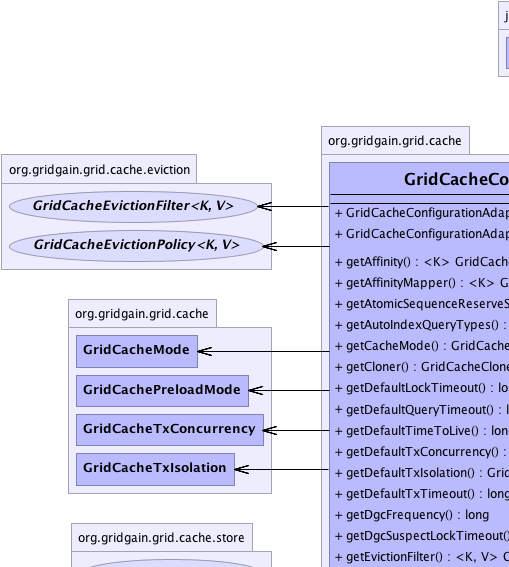 org.gridgain.grid.cache
org.gridgain.grid.cache.eviction
GridCacheEvictionFilter<K, V>
GridCacheEvictionPolicy<K, V>
org.gridgain.grid.cache
GridCacheMode
GridCachePreloadMode
GridCacheTxConcurrency
GridCacheTxIsolation
org.gridgain.grid.cache.store
GridCacheCo
+ GridCacheConfigurationAdap
+ GridCacheConfigurationAdap
+ getAffinity() : <K> GridCach
+ getAffinityMapper() : <K> G
+ getAtomicSequenceReserveS
+ getAutoIndexQueryTypes() :
+ getCacheMode() : GridCache
+ getCloner() : GridCacheClone
+ getDefaultLockTimeout() : lo
+ getDefaultQueryTimeout() : l
+ getDefaultTimeToLive() : long
+ getDefaultTxConcurrency() :
+ getDefaultTxIsolation() : Grid
+ getDefaultTxTimeout() : long
+ getDgcFrequency() : long
+ getDgcSuspectLockTimeout()
+ getEvictionFilter() : <K, V>